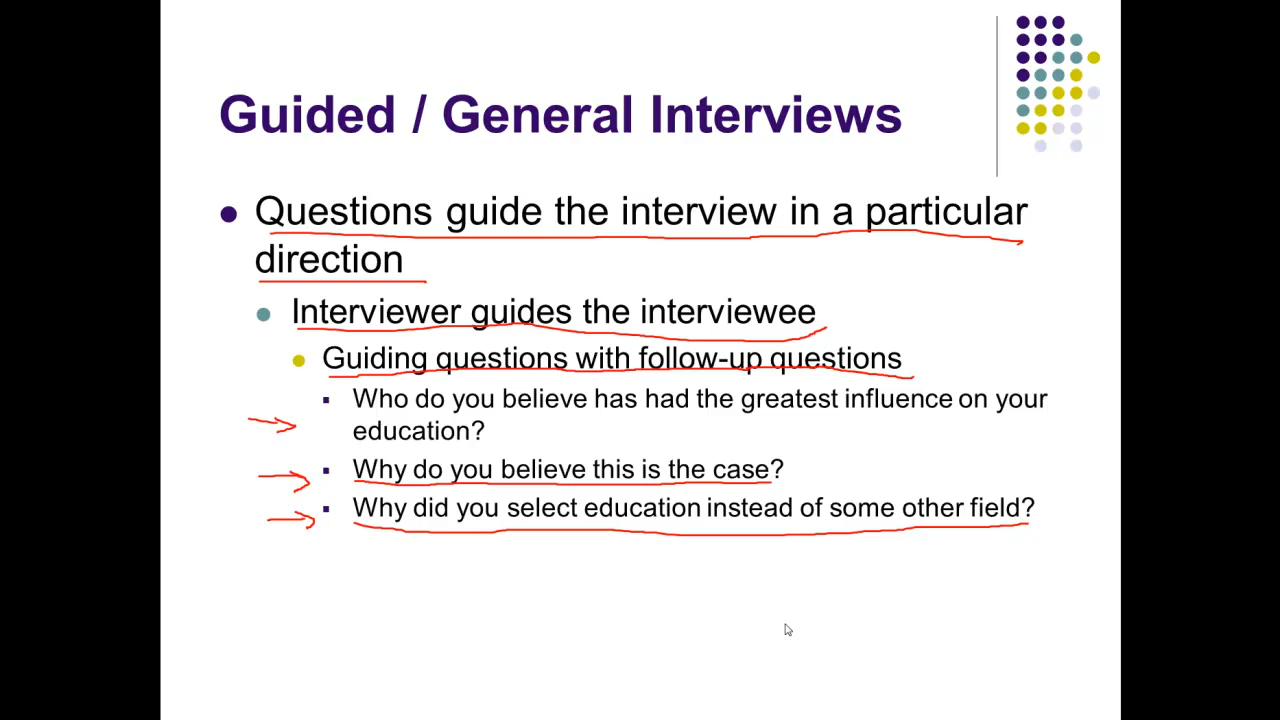 Guided / General Interviews
Questions guide the interview in a particular
direction
Interviewer guides the interviewee
Guiding questions with follow-up questions
Who do you believe has had the greatest influence on your
education?
Why do you believe this is the case?
Why did you select education instead of some other field?